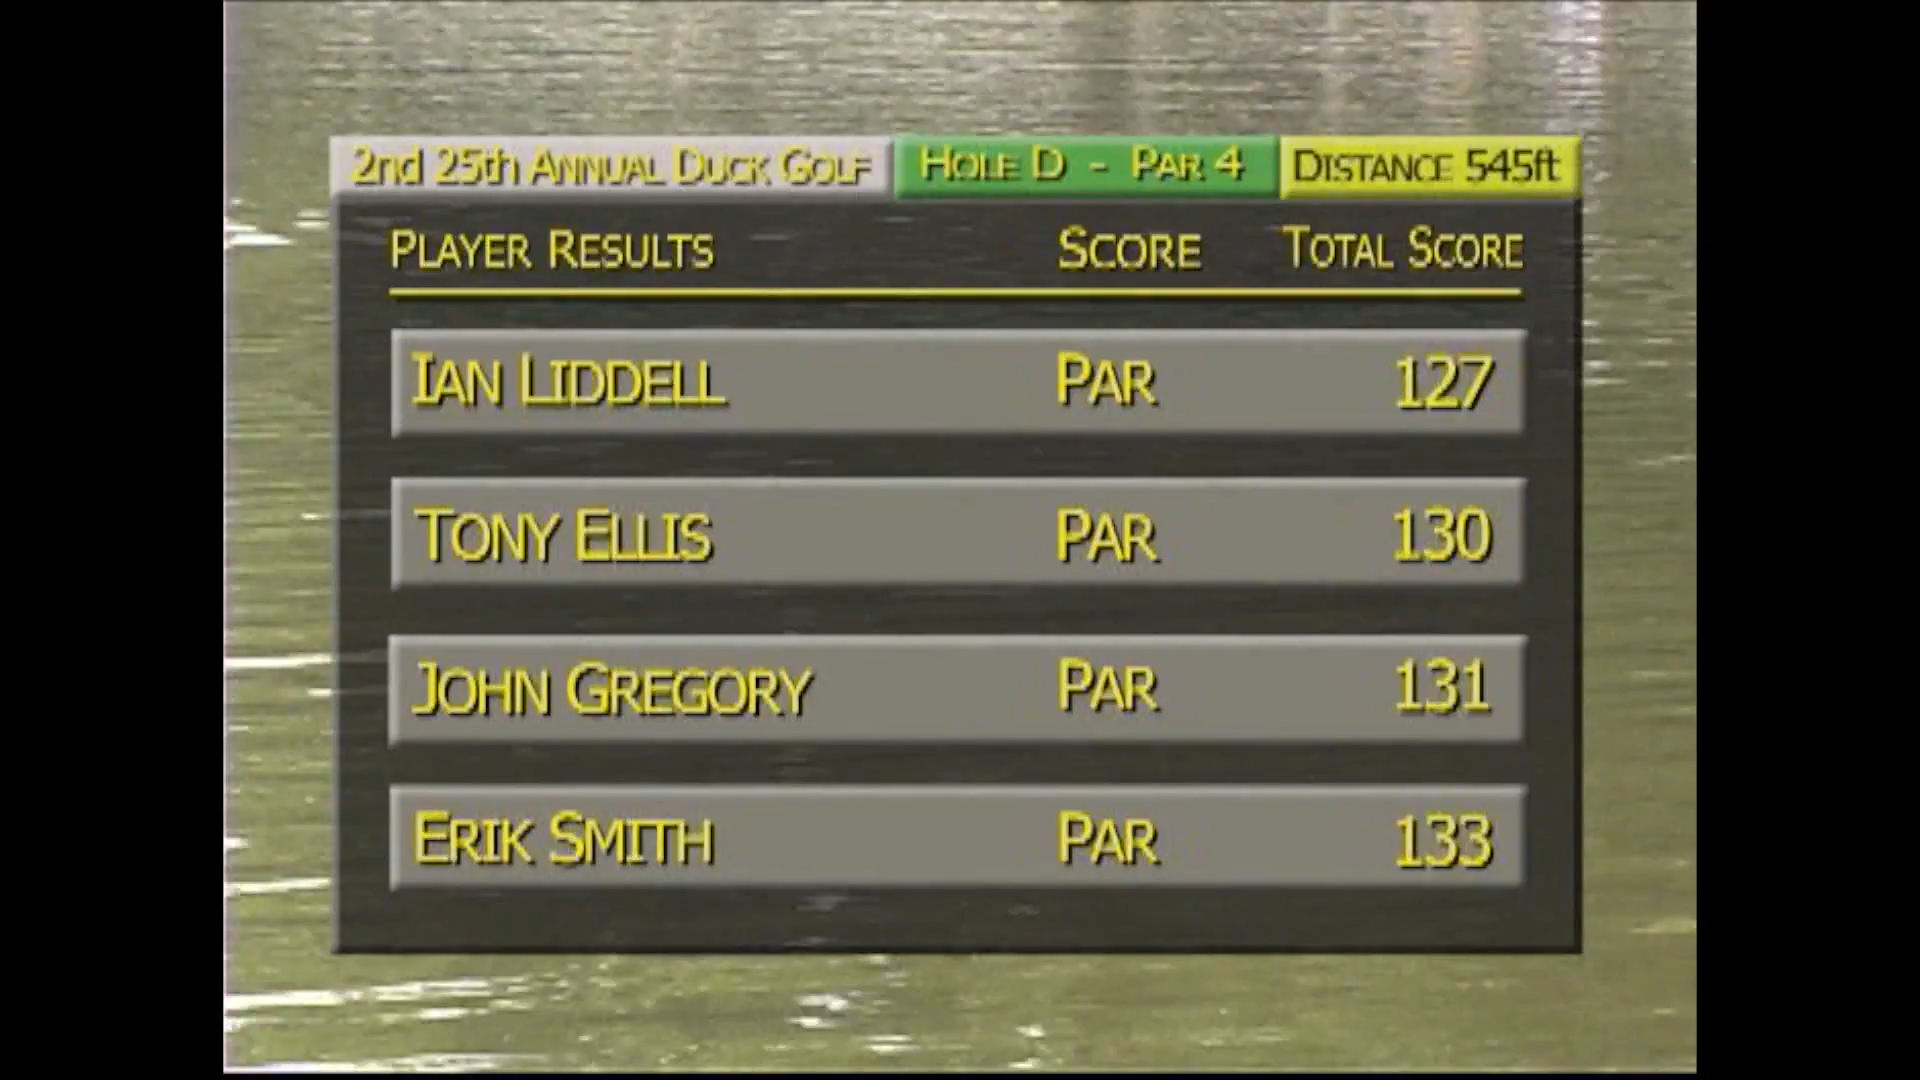 2nd 25th Annual Duck Golf Hole D - Par 4 Distance 545ft
Player Results Score Total Score
Ian Liddell Par 127
Tony Ellis Par 130
John Gregory Par 131
Erik Smith Par 133